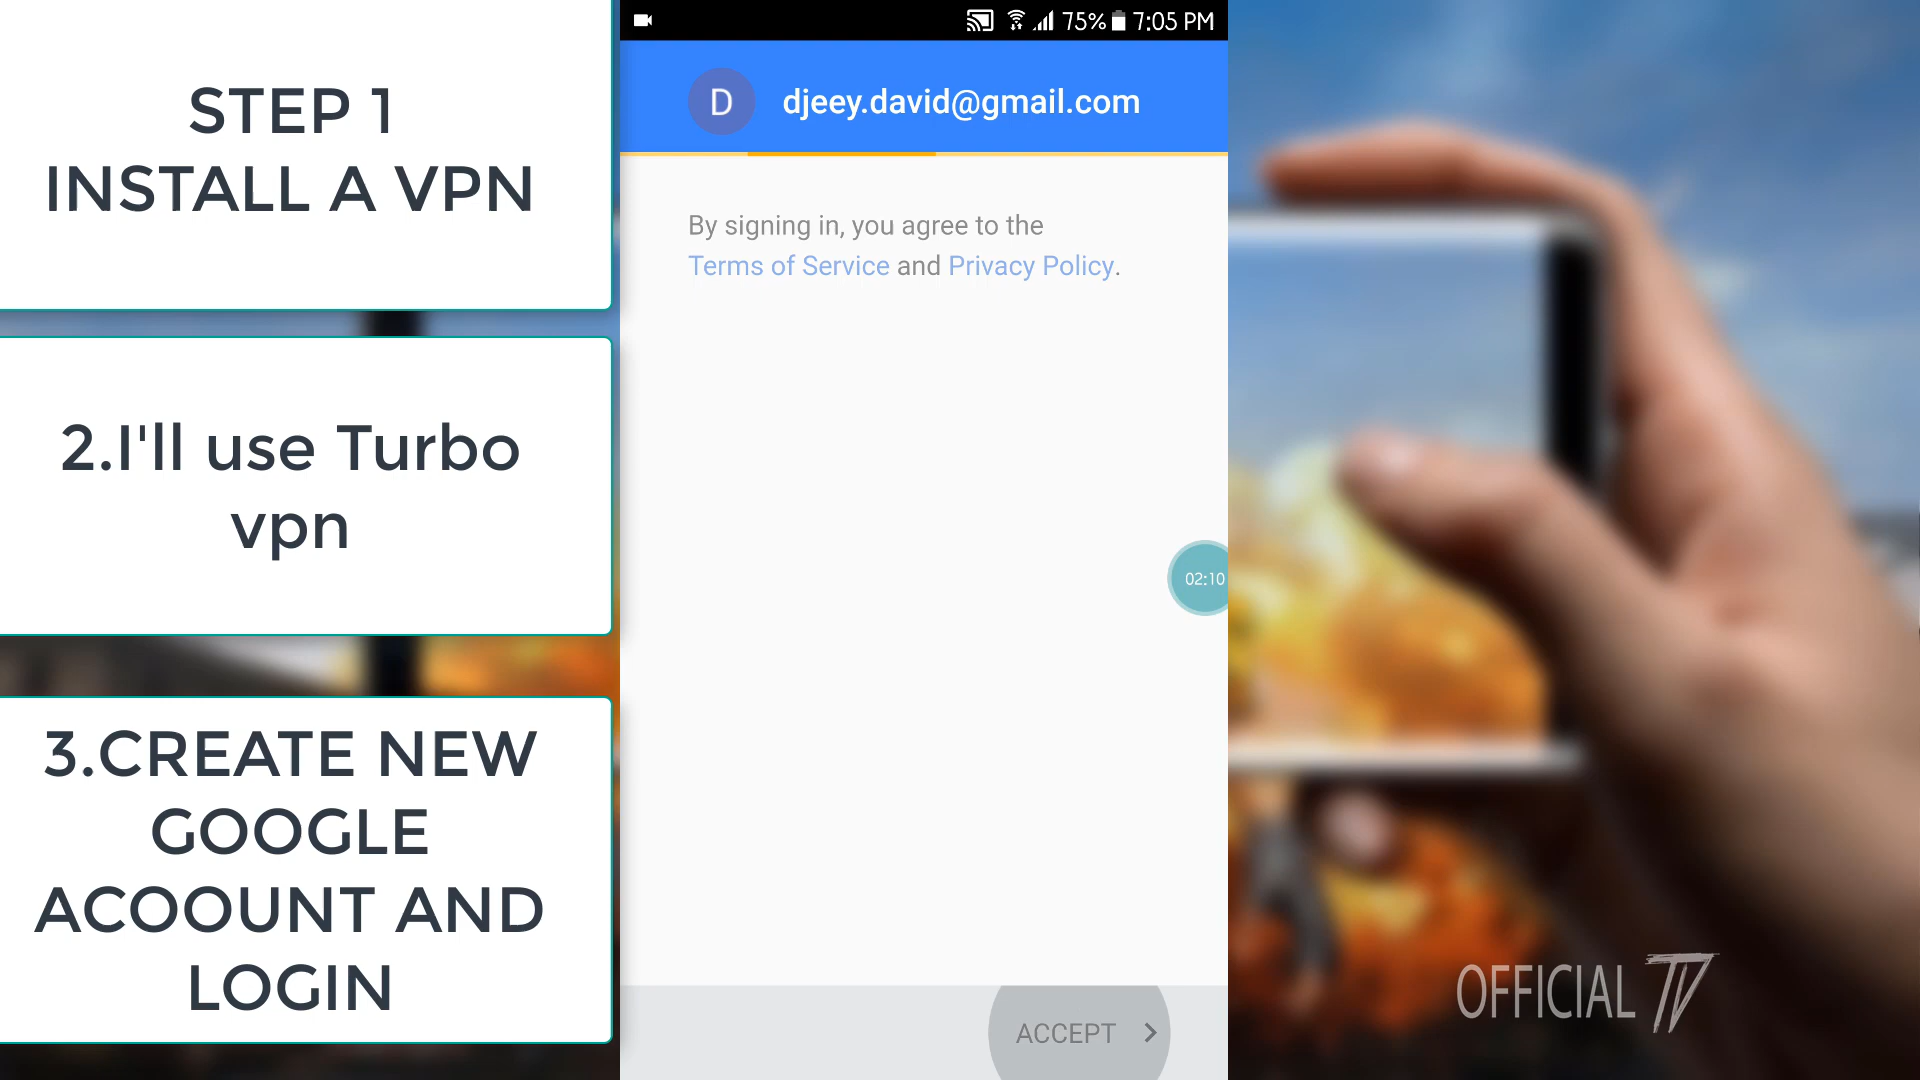 STEP 1
INSTALL A VPN
2.I'll use Turbo
vpn
3.CREATE NEW
GOOGLE
ACOOUNT AND
LOGIN
75% 7:05 PM
D
djeey.david@gmail.com
By signing in, you agree to the
Terms of Service and Privacy Policy.
02:10
ACCEPT
OFFICIAL TV